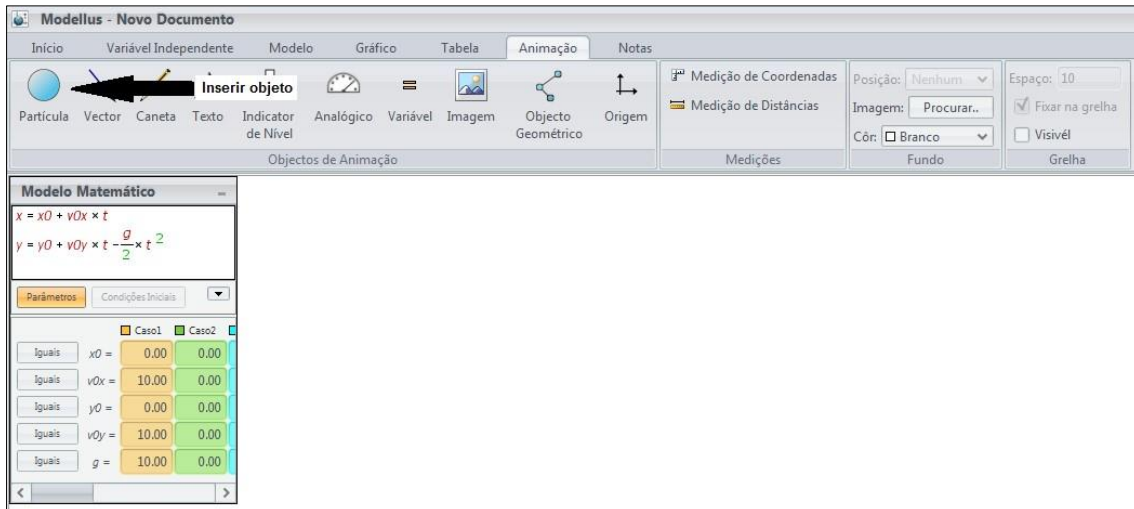 Modellus - Novo Documento
Início Variável Independente Modelo Gráfico Tabela Animação Notas
Inserir objeto
Partícula Vector Caneta Texto Indicator de Nível Analógico Variável Imagem Objecto Geométrico Origem
Objectos de Animação
Medição de Coordenadas
Medição de Distâncias
Medições
Posição: Nenhum
Imagem: Procurar..
Côr: Branco
Fundo
Espaço: 10
Fixar na grelha
Visivél
Grelha
Modelo Matemático
x = x0 + v0x × t
y = y0 + v0y × t - g/2 × t 2
Parâmetros Condições Iniciais
Caso1 Caso2
Iguais x0 = 0.00 0.00
Iguais v0x = 10.00 0.00
Iguais y0 = 0.00 0.00
Iguais v0y = 10.00 0.00
Iguais g = 10.00 0.00